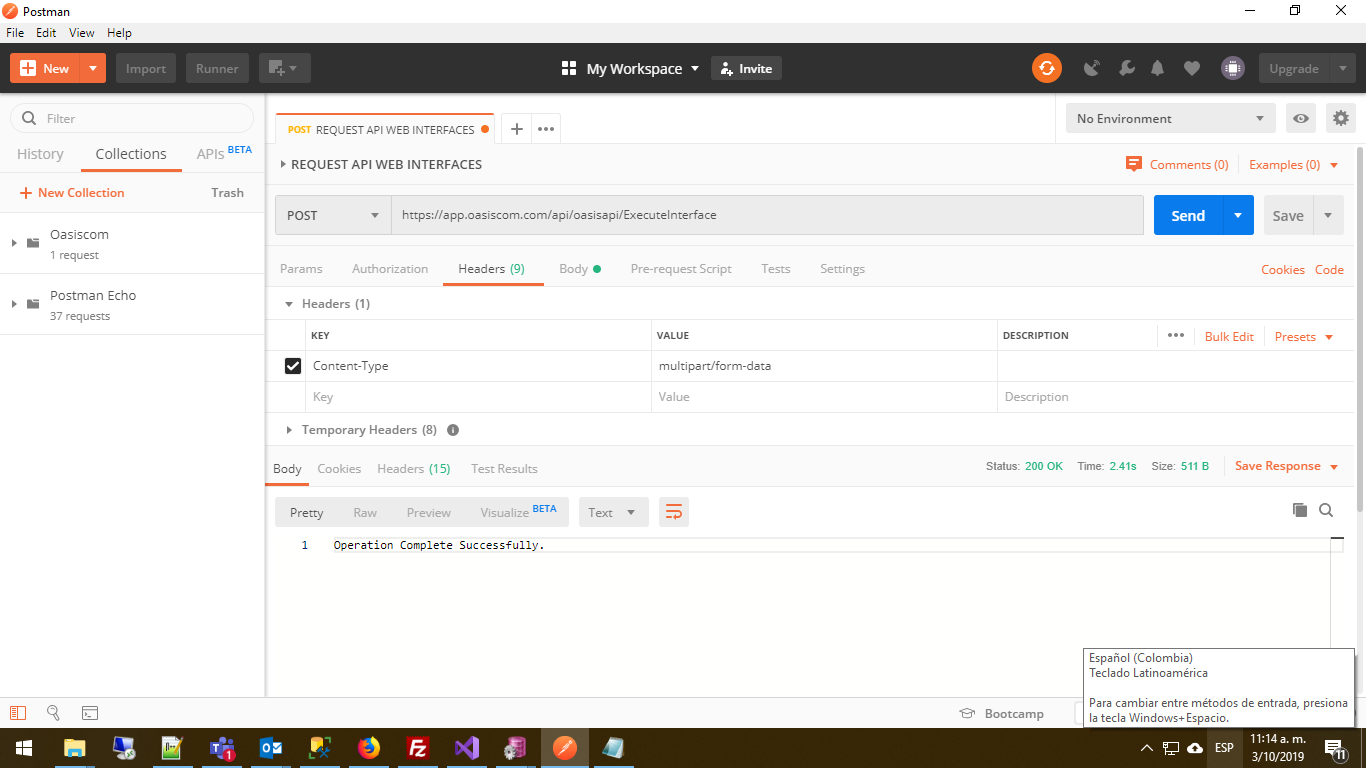 Postman
File Edit View Help
New Import Runner My Workspace Invite Upgrade
Filter
History Collections APIs BETA
New Collection Trash
Oasiscom
1 request
Postman Echo
37 requests
POST REQUEST API WEB INTERFACES
No Environment
REQUEST API WEB INTERFACES Comments (0) Examples (0)
POST https://app.oasiscom.com/api/oasisapi/ExecuteInterface Send Save
Params Authorization Headers (9) Body Pre-request Script Tests Settings Cookies Code
Headers (1)
KEY VALUE DESCRIPTION Bulk Edit Presets
Content-Type multipart/form-data
Key Value Description
Temporary Headers (8)
Body Cookies Headers (15) Test Results Status: 200 OK Time: 2.41s Size: 511 B Save Response
Pretty Raw Preview Visualize BETA Text
1 Operation Complete Successfully.
Español (Colombia)
Teclado Latinoamérica
Para cambiar entre métodos de entrada, presiona
la tecla Windows+Espacio.
Bootcamp
1
ESP
11:14 a. m.
3/10/2019
11